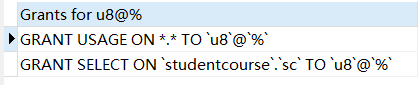 Grants for u8@%
GRANT USAGE ON *.* TO `u8`@`%`
GRANT SELECT ON `studentcourse`.`sc` TO `u8`@`%`